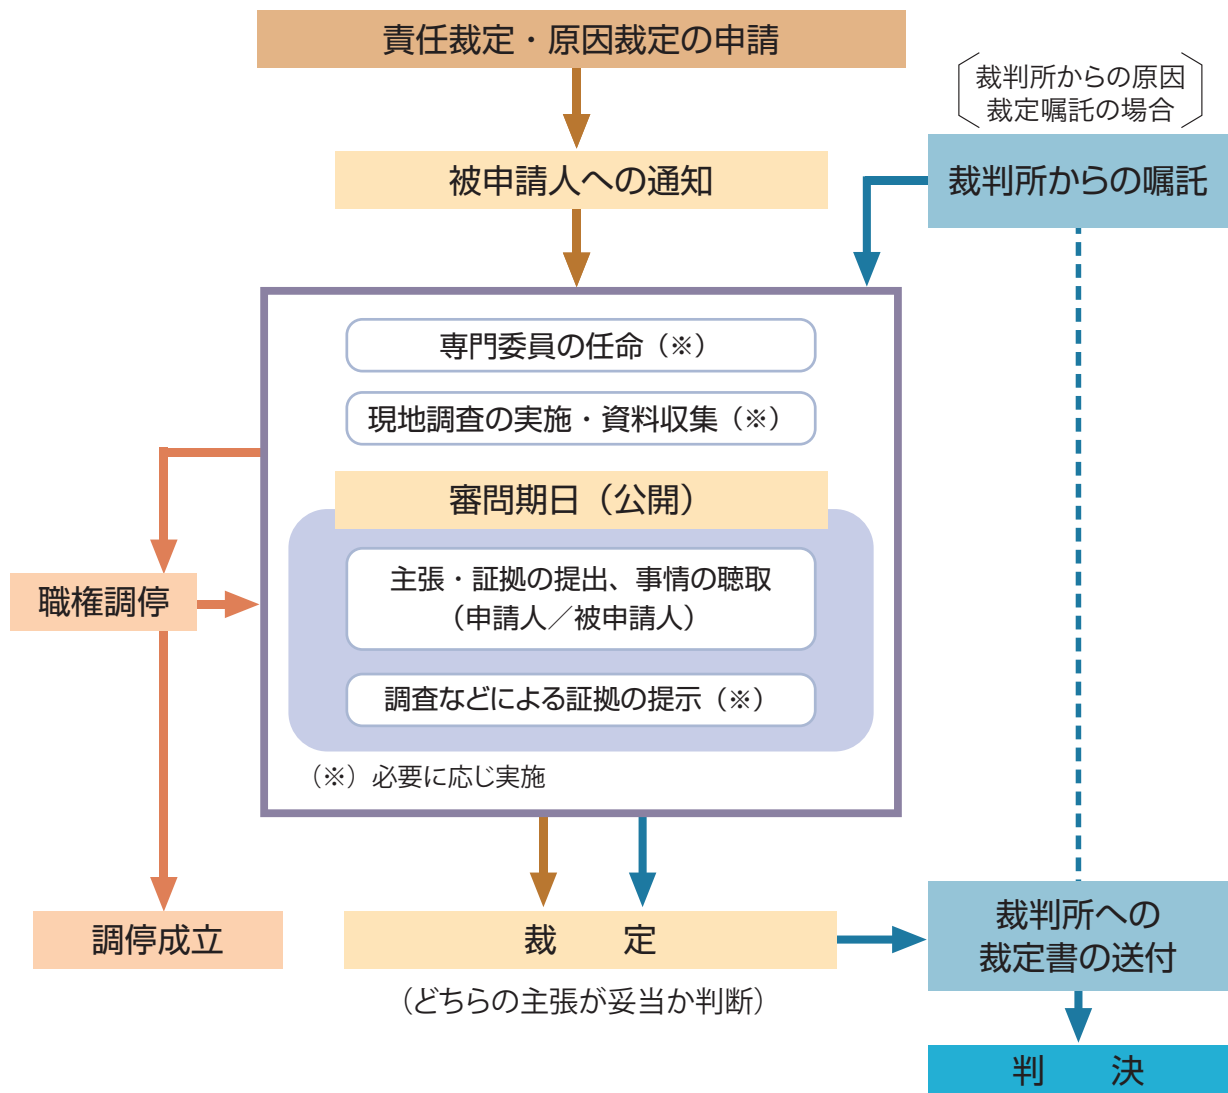 責任裁定・原因裁定の申請
裁判所からの原因
裁定嘱託の場合
被申請人への通知
裁判所からの嘱託
専門委員の任命（※）
現地調査の実施・資料収集（※）
審問期日（公開）
主張・証拠の提出、事情の聴取
（申請人／被申請人）
職権調停
調査などによる証拠の提示（※）
（※）必要に応じ実施
調停成立
裁　定
裁判所への
裁定書の送付
（どちらの主張が妥当か判断）
判　決